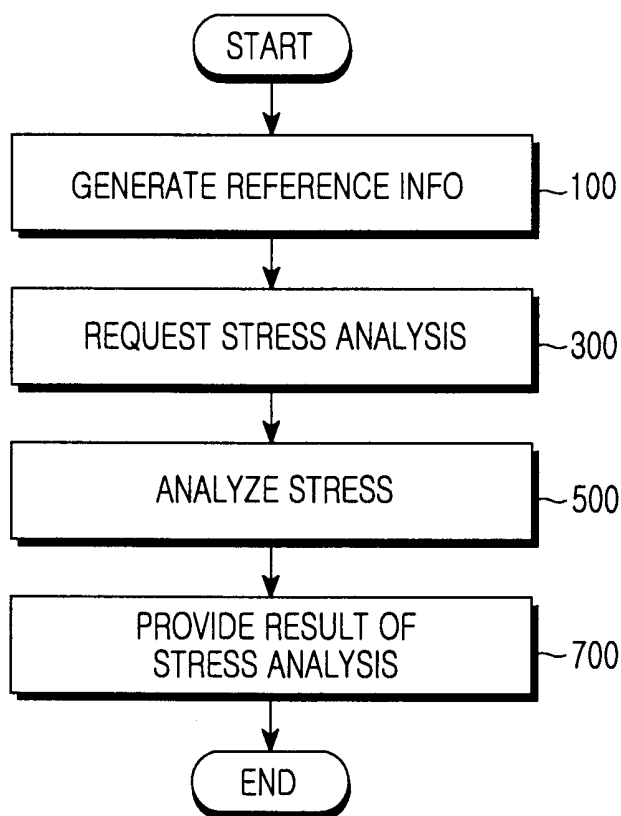 START
GENERATE REFERENCE INFO
100
REQUEST STRESS ANALYSIS
300
ANALYZE STRESS
500
PROVIDE RESULT OF
STRESS ANALYSIS
700
END